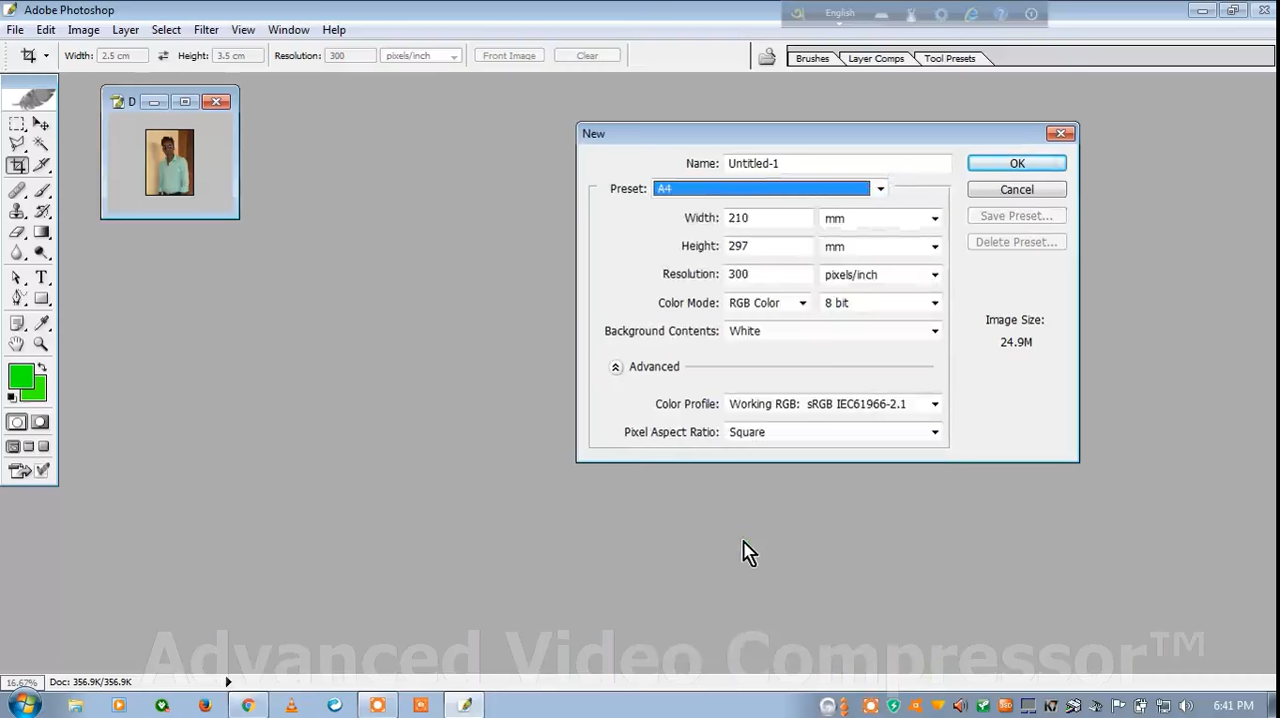 Adobe Photoshop
English
File Edit Image Layer Select Filter View Window Help
Width: 2.5 cm Height: 3.5 cm Resolution: 300 pixels/inch Front Image Clear Brushes Layer Comps Tool Presets
D
New
Name: Untitled-1 OK
Preset: A4 Cancel
Width: 210 mm Save Preset...
Height: 297 mm Delete Preset...
Resolution: 300 pixels/inch
Color Mode: RGB Color 8 bit
Image Size:
Background Contents: White
24.9M
Advanced
Color Profile: Working RGB: sRGB IEC61966-2.1
Pixel Aspect Ratio: Square
Advanced Video Compressor™
16.67% Doc: 356.9K/356.9K
6:41 PM